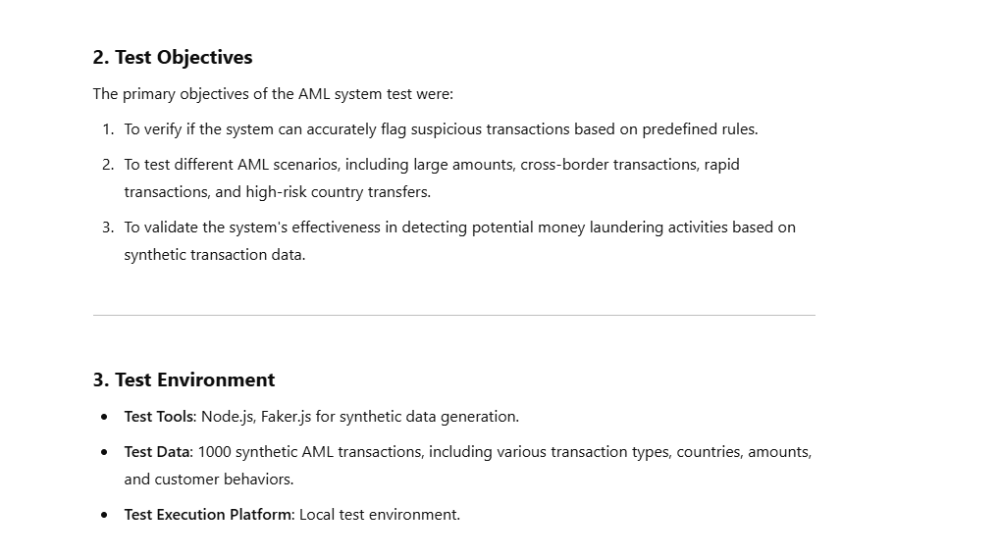 2. Test Objectives
The primary objectives of the AML system test were:
1. To verify if the system can accurately flag suspicious transactions based on predefined rules.
2. To test different AML scenarios, including large amounts, cross-border transactions, rapid
transactions, and high-risk country transfers.
3. To validate the system's effectiveness in detecting potential money laundering activities based on
synthetic transaction data.
3. Test Environment
• Test Tools: Node.js, Faker.js for synthetic data generation.
• Test Data: 1000 synthetic AML transactions, including various transaction types, countries, amounts,
and customer behaviors.
• Test Execution Platform: Local test environment.